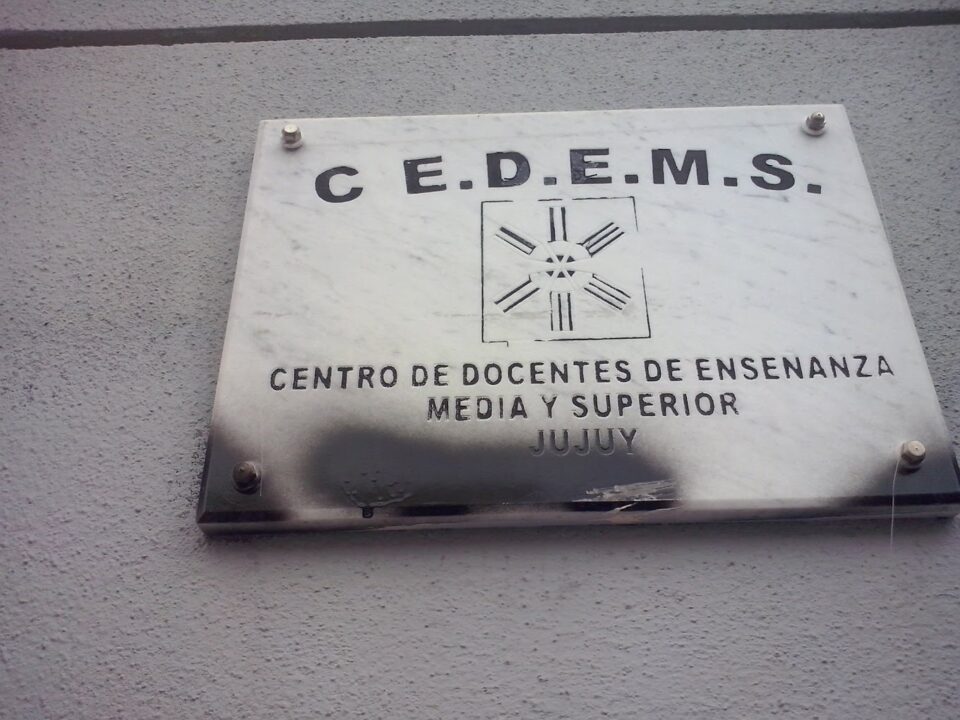 C E.D.E.M.S.
CENTRO DE DOCENTES DE ENSENANZA
MEDIA Y SUPERIOR
JUJUY